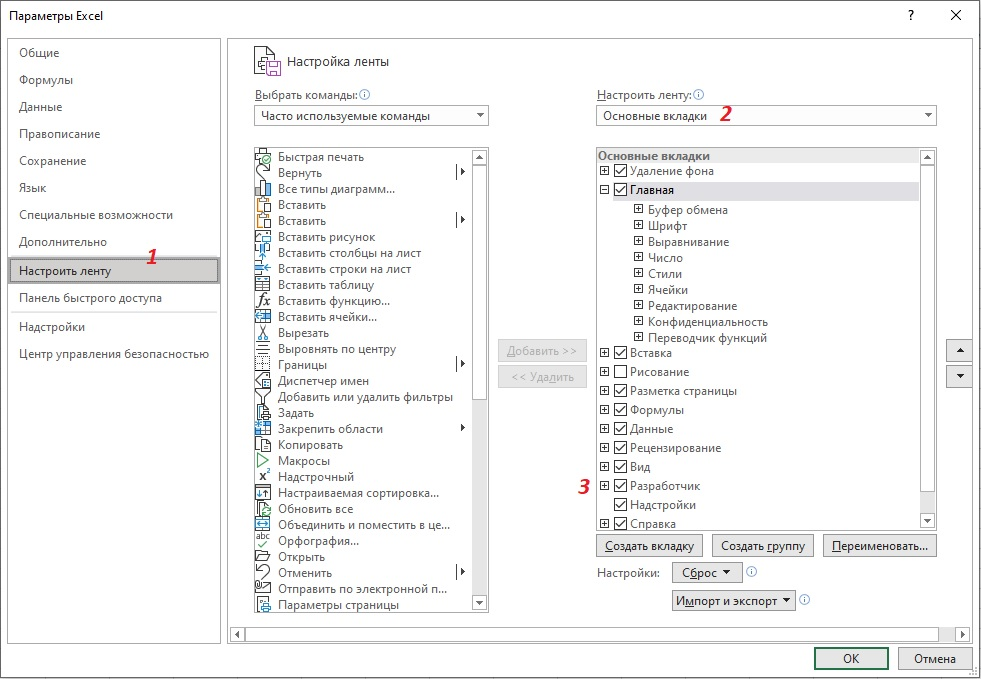 Параметры Excel
?
Общие
Формулы
Данные
Правописание
Сохранение
Язык
Специальные возможности
Дополнительно
1
Настроить ленту
Панель быстрого доступа
Надстройки
Центр управления безопасностью
Настройка ленты
Выбрать команды:
Часто используемые команды
Быстрая печать
Вернуть
Все типы диаграмм...
Вставить
Вставить
Вставить рисунок
Вставить столбцы на лист
Вставить строки на лист
Вставить таблицу
Вставить функцию...
Вставить ячейки...
Вырезать
Выровнять по центру
Границы
Диспетчер имен
Добавить или удалить фильтры
Задать
Закрепить области
Копировать
Макросы
Надстрочный
Настраиваемая сортировка...
Обновить все
Объединить и поместить в це...
Орфография...
Открыть
Отменить
Отправить по электронной п...
Параметры страницы
Добавить >>
<< Удалить
Настроить ленту:
Основные вкладки 2
Основные вкладки
Удаление фона
Главная
Буфер обмена
Шрифт
Выравнивание
Число
Стили
Ячейки
Редактирование
Конфиденциальность
Переводчик функций
Вставка
Рисование
Разметка страницы
Формулы
Данные
Рецензирование
Вид
3 Разработчик
Надстройки
Справка
Создать вкладку Создать группу Переименовать...
Настройки: Сброс
Импорт и экспорт
ОК Отмена